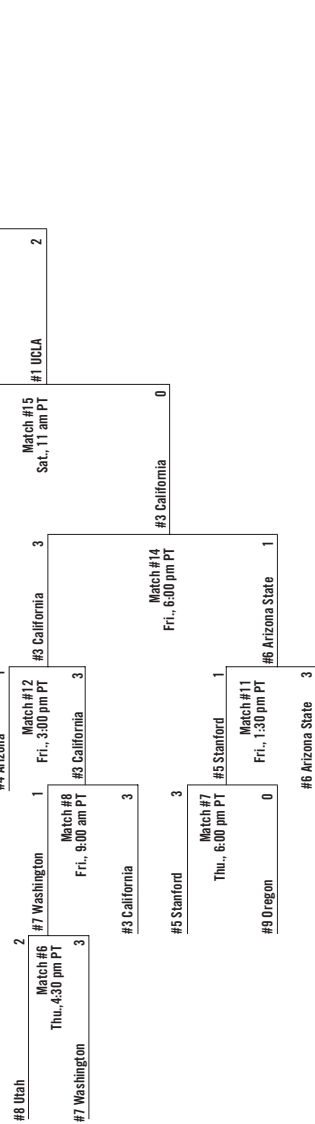 #4 Arizona
#8 Utah 2
#7 Washington 1
#1 UCLA 2
Match #6
Thu., 4:30 pm PT
Match #12
Fri., 3:00 pm PT
#3 California 3
Match #15
Sat., 11 am PT
#7 Washington 3
Match #8
Fri., 9:00 am PT
#3 California 3
#3 California 3
#3 California 0
Match #14
Fri., 6:00 pm PT
#5 Stanford 3
Match #7
Thu., 6:00 pm PT
#5 Stanford 1
#9 Oregon 0
Match #11
Fri., 1:30 pm PT
#6 Arizona State 1
#6 Arizona State 3